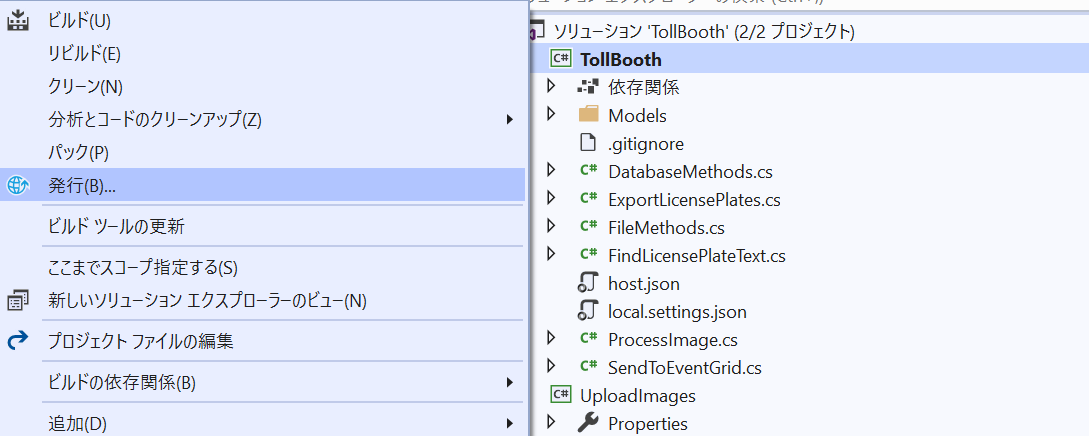 ビルド(U)
リビルド(E)
クリーン(N)
分析とコードのクリーンアップ(Z)
パック(P)
発行(B)...
ビルド ツールの更新
ここまでスコープ指定する(S)
新しいソリューション エクスプローラーのビュー(N)
プロジェクト ファイルの編集
ビルドの依存関係(B)
追加(D)
ソリューション 'TollBooth' (2/2 プロジェクト)
C# TollBooth
依存関係
Models
.gitignore
C# DatabaseMethods.cs
C# ExportLicensePlates.cs
C# FileMethods.cs
C# FindLicensePlateText.cs
host.json
local.settings.json
C# ProcessImage.cs
C# SendToEventGrid.cs
C# UploadImages
Properties